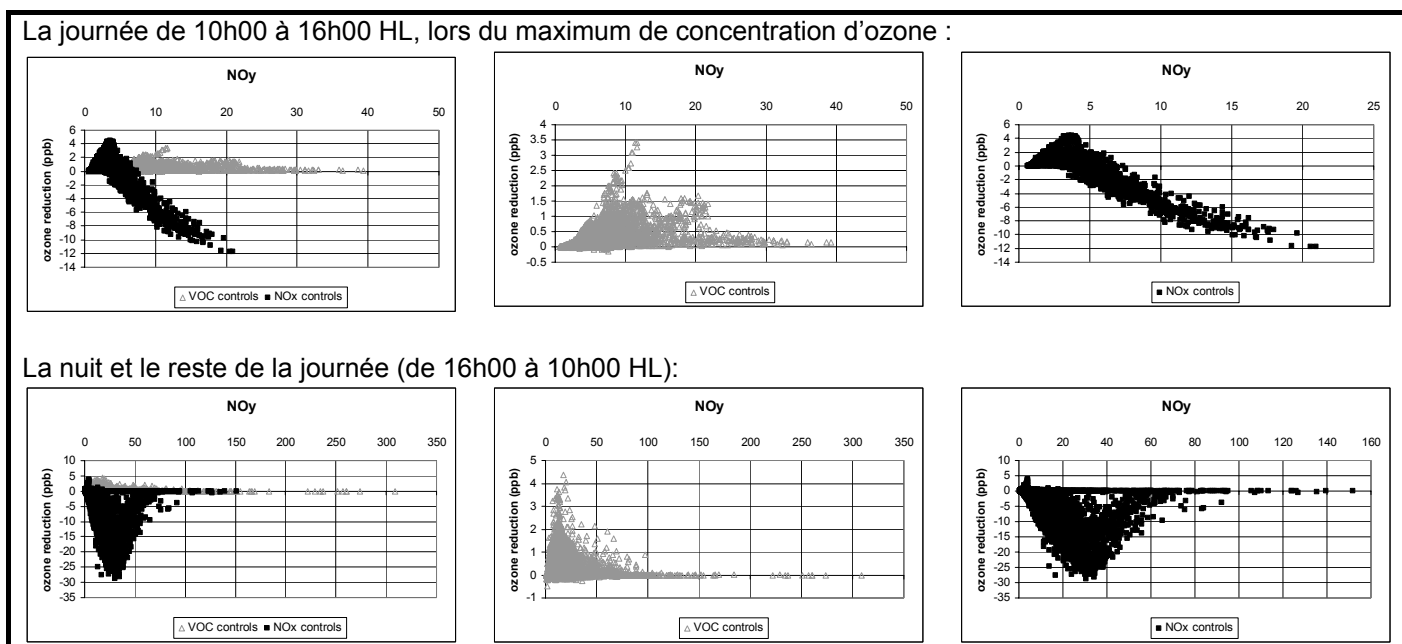 La journée de 10h00 à 16h00 HL, lors du maximum de concentration d'ozone :
NOy
0 10 20 30 40 50
ozone reduction (ppb)
6
4
2
0
-2
-4
-6
-8
-10
-12
-14
VOC controls NOx controls
NOy
0 10 20 30 40 50
ozone reduction (ppb)
4
3.5
3
2.5
2
1.5
1
0.5
0
-0.5
VOC controls
NOy
0 5 10 15 20 25
ozone reduction (ppb)
6
4
2
0
-2
-4
-6
-8
-10
-12
-14
NOx controls
La nuit et le reste de la journée (de 16h00 à 10h00 HL):
NOy
0 50 100 150 200 250 300 350
ozone reduction (ppb)
10
5
0
-5
-10
-15
-20
-25
-30
-35
VOC controls NOx controls
NOy
0 50 100 150 200 250 300 350
ozone reduction (ppb)
5
4
3
2
1
0
-1
VOC controls
NOy
0 20 40 60 80 100 120 140 160
ozone reduction (ppb)
10
5
0
-5
-10
-15
-20
-25
-30
-35
NOx controls